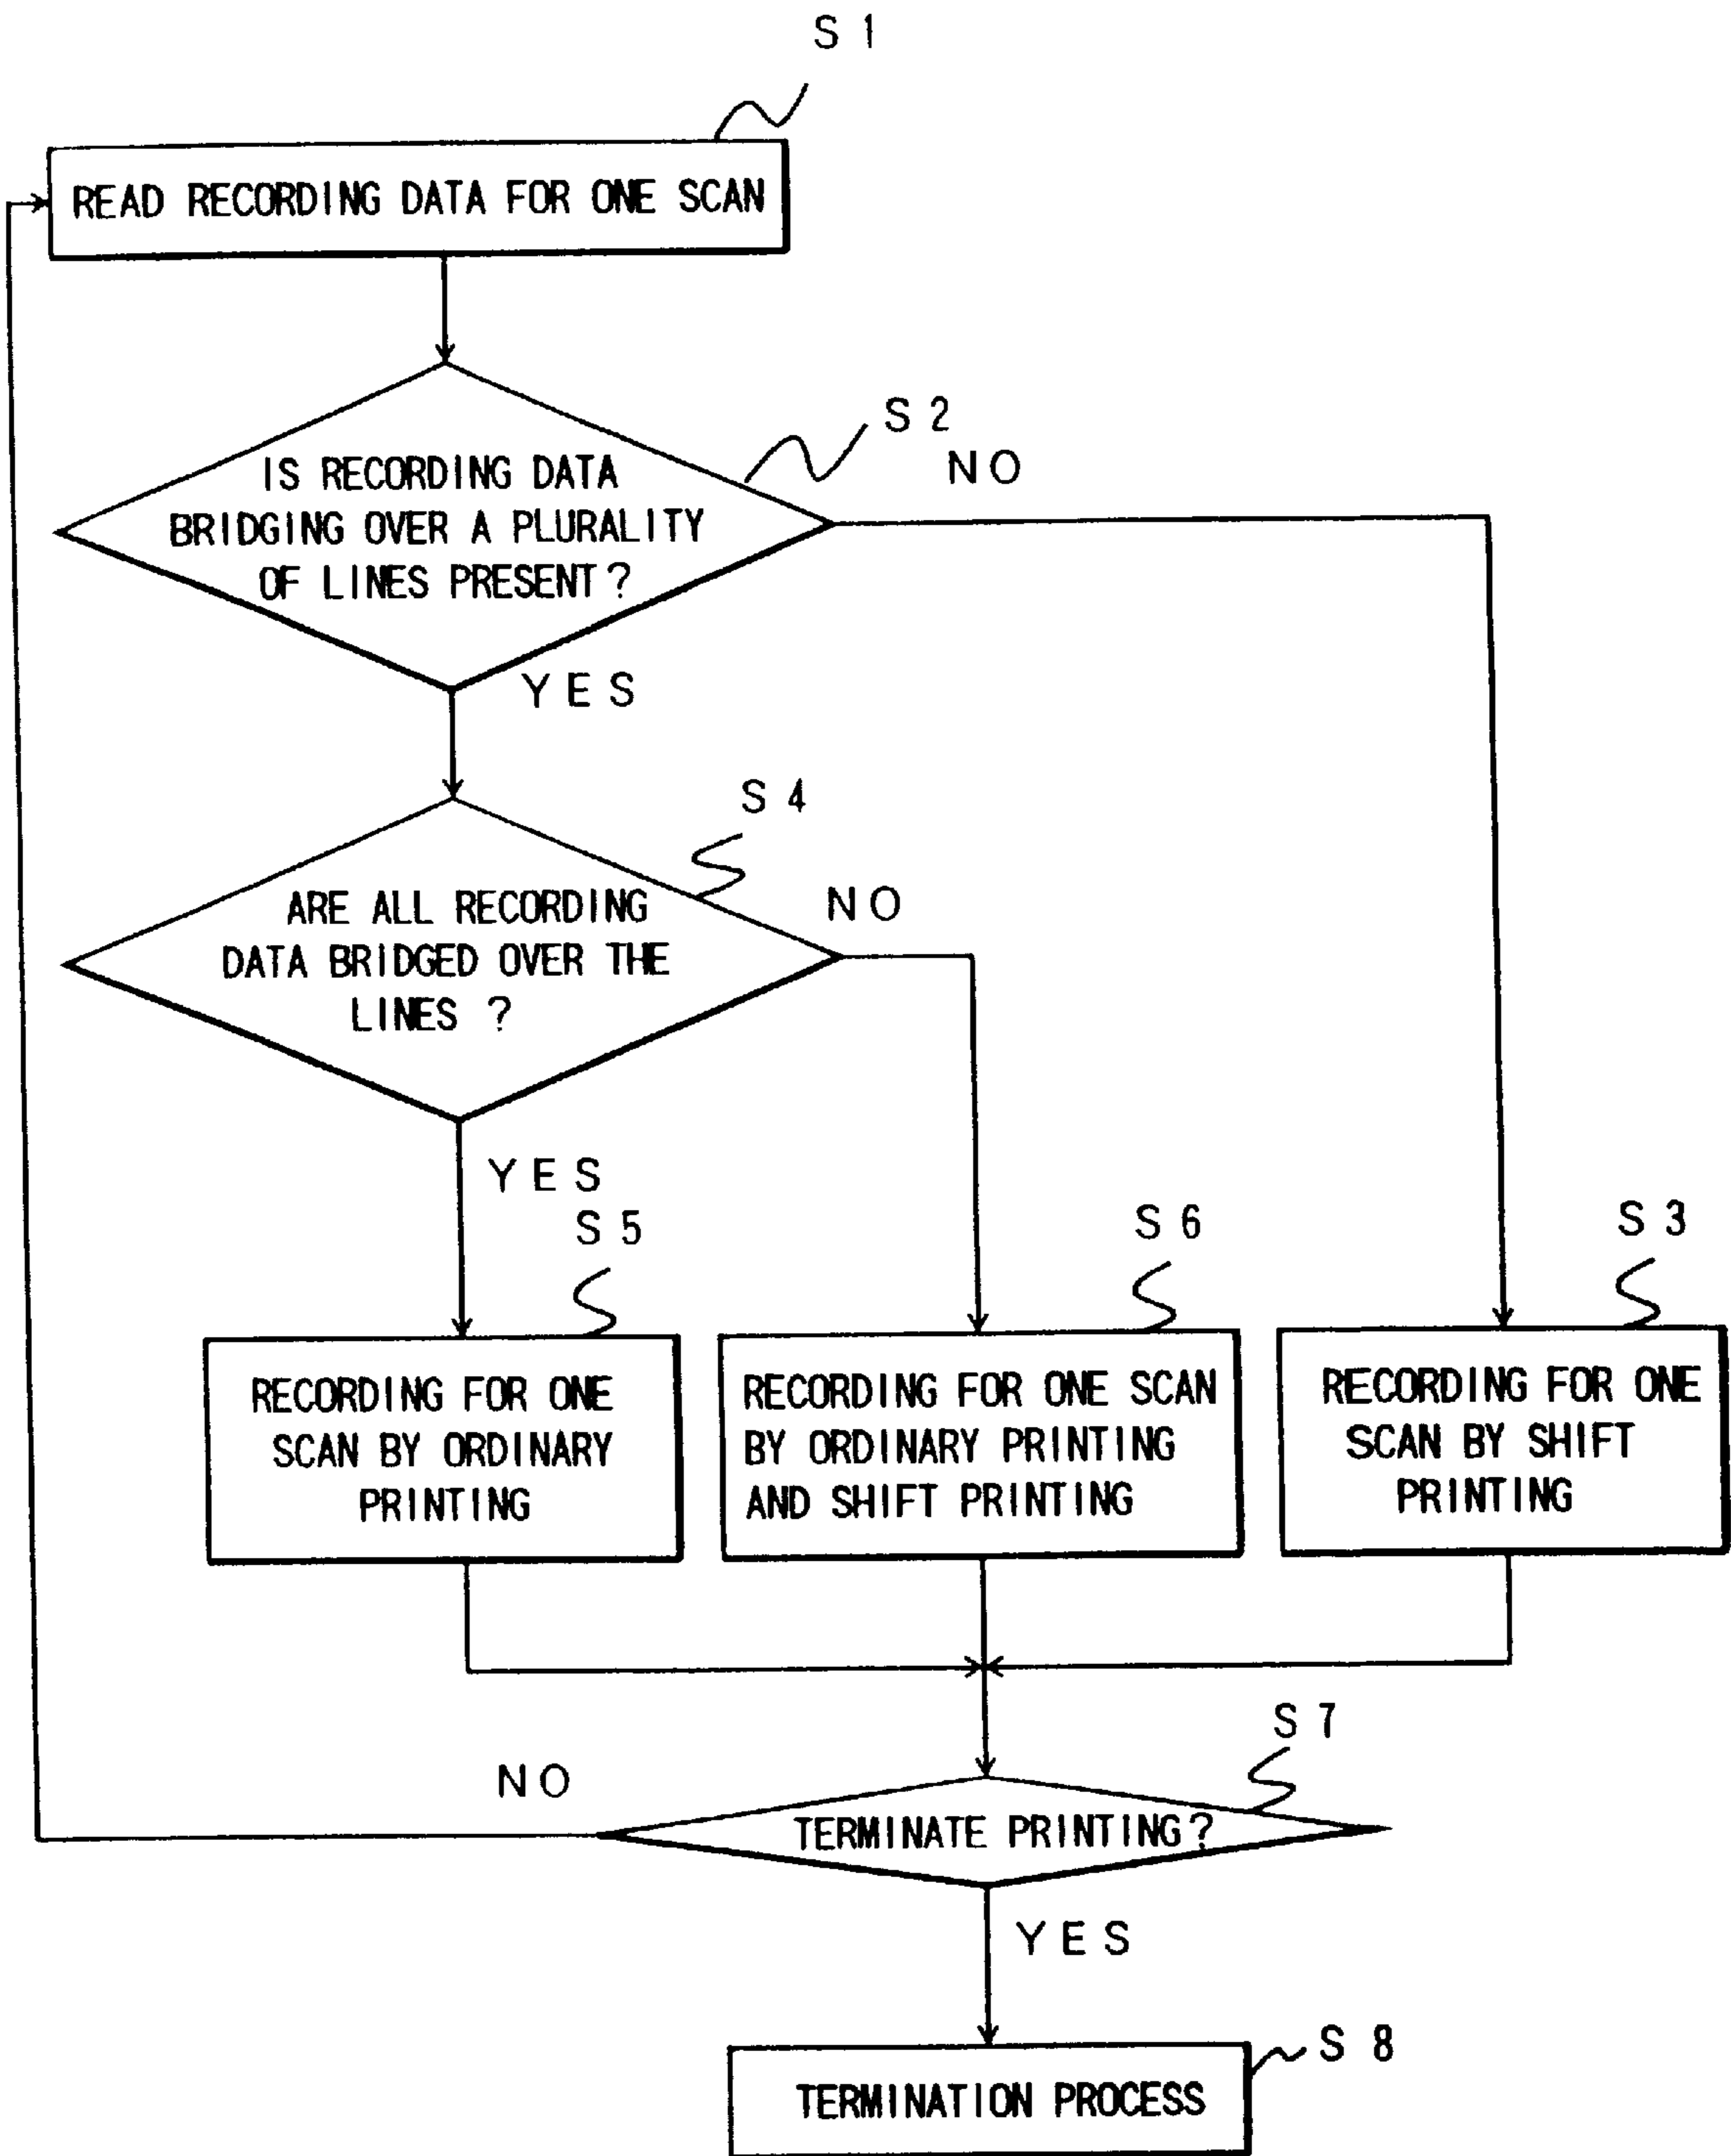 S 1
READ RECORDING DATA FOR ONE SCAN
S 2
NO
IS RECORDING DATA
BRIDGING OVER A PLURALITY
OF LINES PRESENT ?
YES
S 4
NO
ARE ALL RECORDING
DATA BRIDGED OVER THE
LINES ?
YES
S 5
S 6
S 3
RECORDING FOR ONE
SCAN BY ORDINARY
PRINTING
RECORDING FOR ONE SCAN
BY ORDINARY PRINTING
AND SHIFT PRINTING
RECORDING FOR ONE
SCAN BY SHIFT
PRINTING
S 7
NO
TERMINATE PRINTING?
YES
S 8
TERMINATION PROCESS